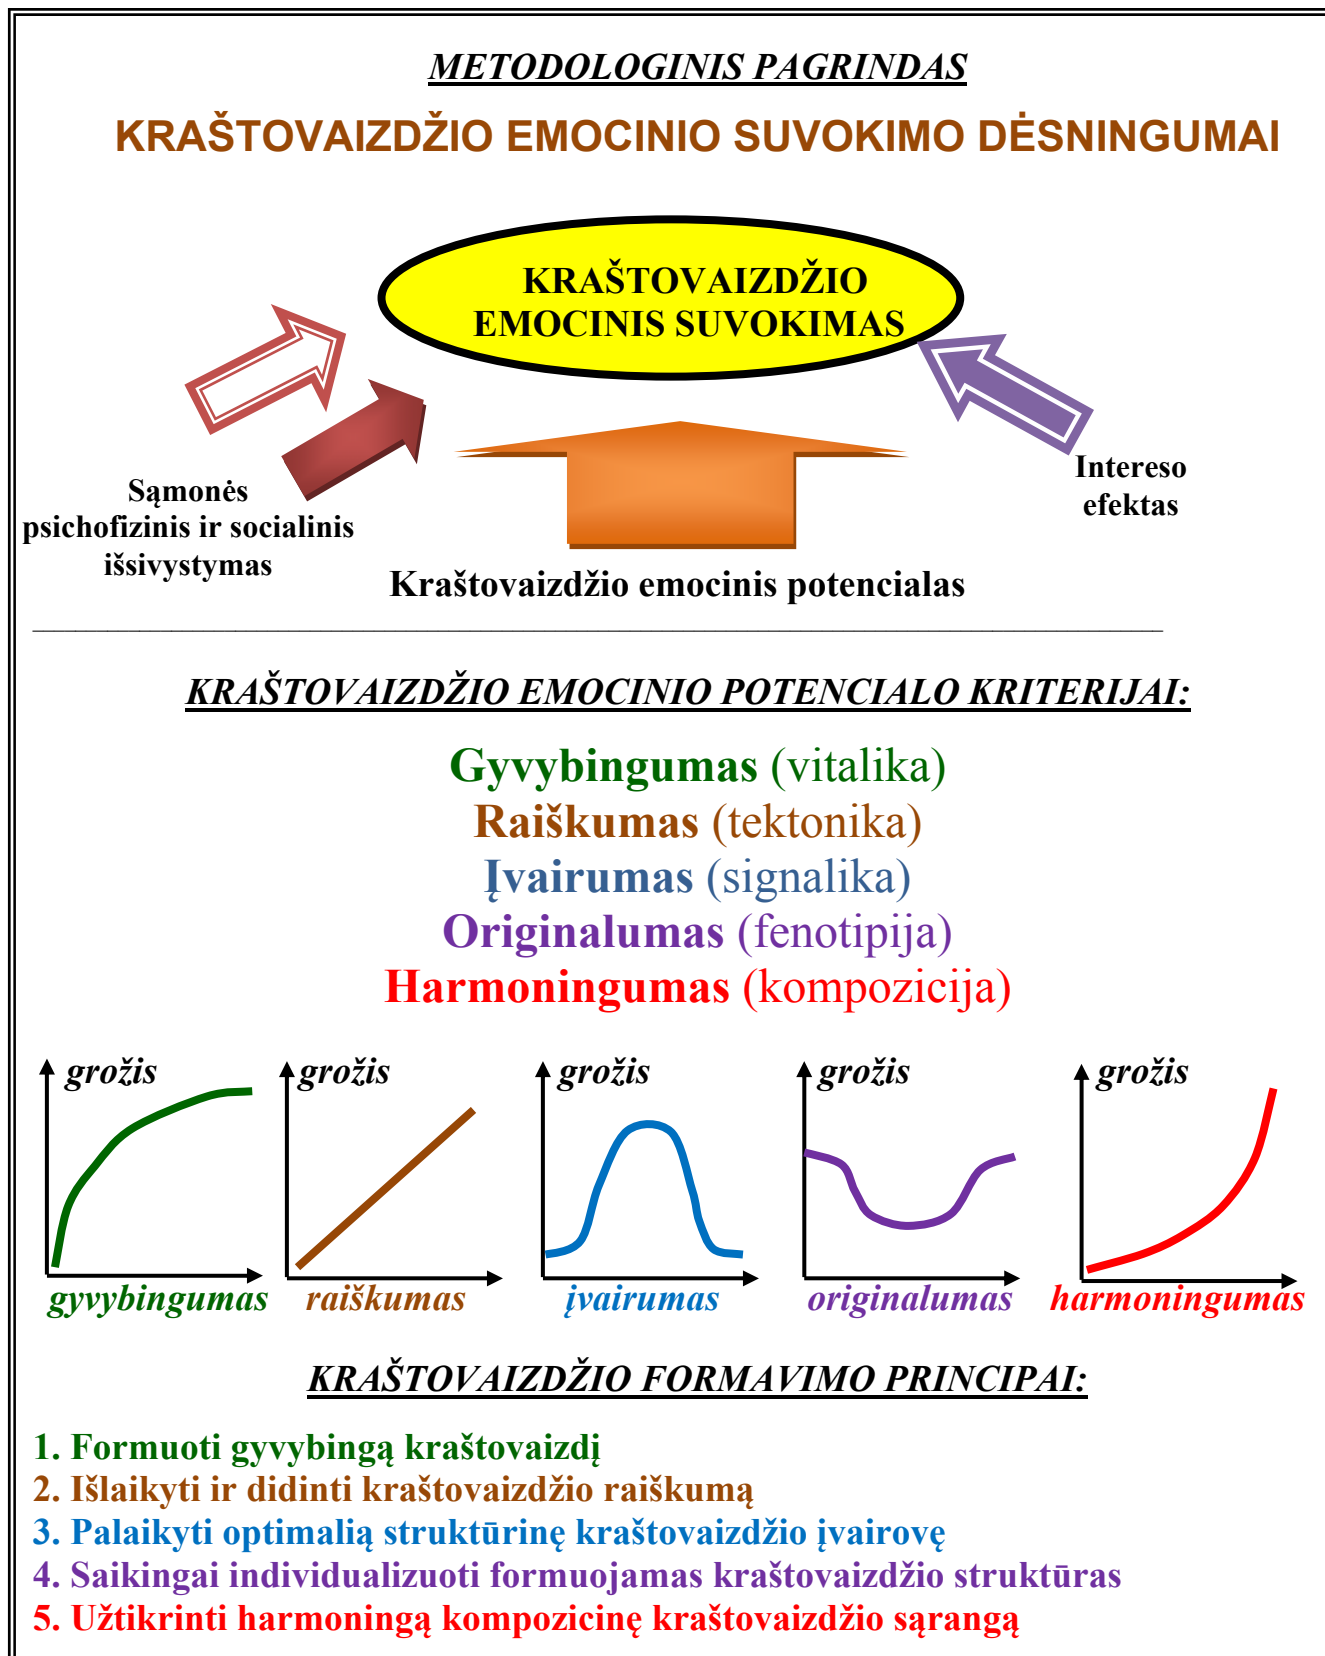 METODOLOGINIS PAGRINDAS
KRAŠTOVAIZDŽIO EMOCINIO SUVOKIMO DĖSNINGUMAI
KRAŠTOVAIZDŽIO
EMOCINIS SUVOKIMAS
Sąmonės
psichofizinis ir socialinis
išsivystymas
Intereso
efektas
Kraštovaizdžio emocinis potencialas
KRAŠTOVAIZDŽIO EMOCINIO POTENCIALO KRITERIJAI:
Gyvybingumas (vitalika)
Raiškumas (tektonika)
Įvairumas (signalika)
Originalumas (fenotipija)
Harmoningumas (kompozicija)
grožis
gyvybingumas
grožis
raiškumas
grožis
įvairumas
grožis
originalumas
grožis
harmoningumas
KRAŠTOVAIZDŽIO FORMAVIMO PRINCIPAI:
1. Formuoti gyvybingą kraštovaizdį
2. Išlaikyti ir didinti kraštovaizdžio raiškumą
3. Palaikyti optimalią struktūrinę kraštovaizdžio įvairovę
4. Saikingai individualizuoti formuojamas kraštovaizdžio struktūras
5. Užtikrinti harmoningą kompozicinę kraštovaizdžio sąrangą